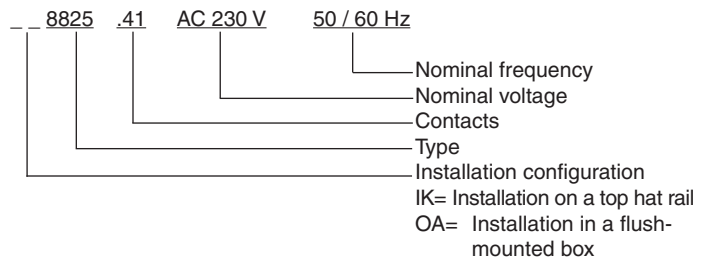 _ _ 8825 .41 AC 230 V 50 / 60 Hz
Nominal frequency
Nominal voltage
Contacts
Type
Installation configuration
IK= Installation on a top hat rail
OA= Installation in a flush-
mounted box